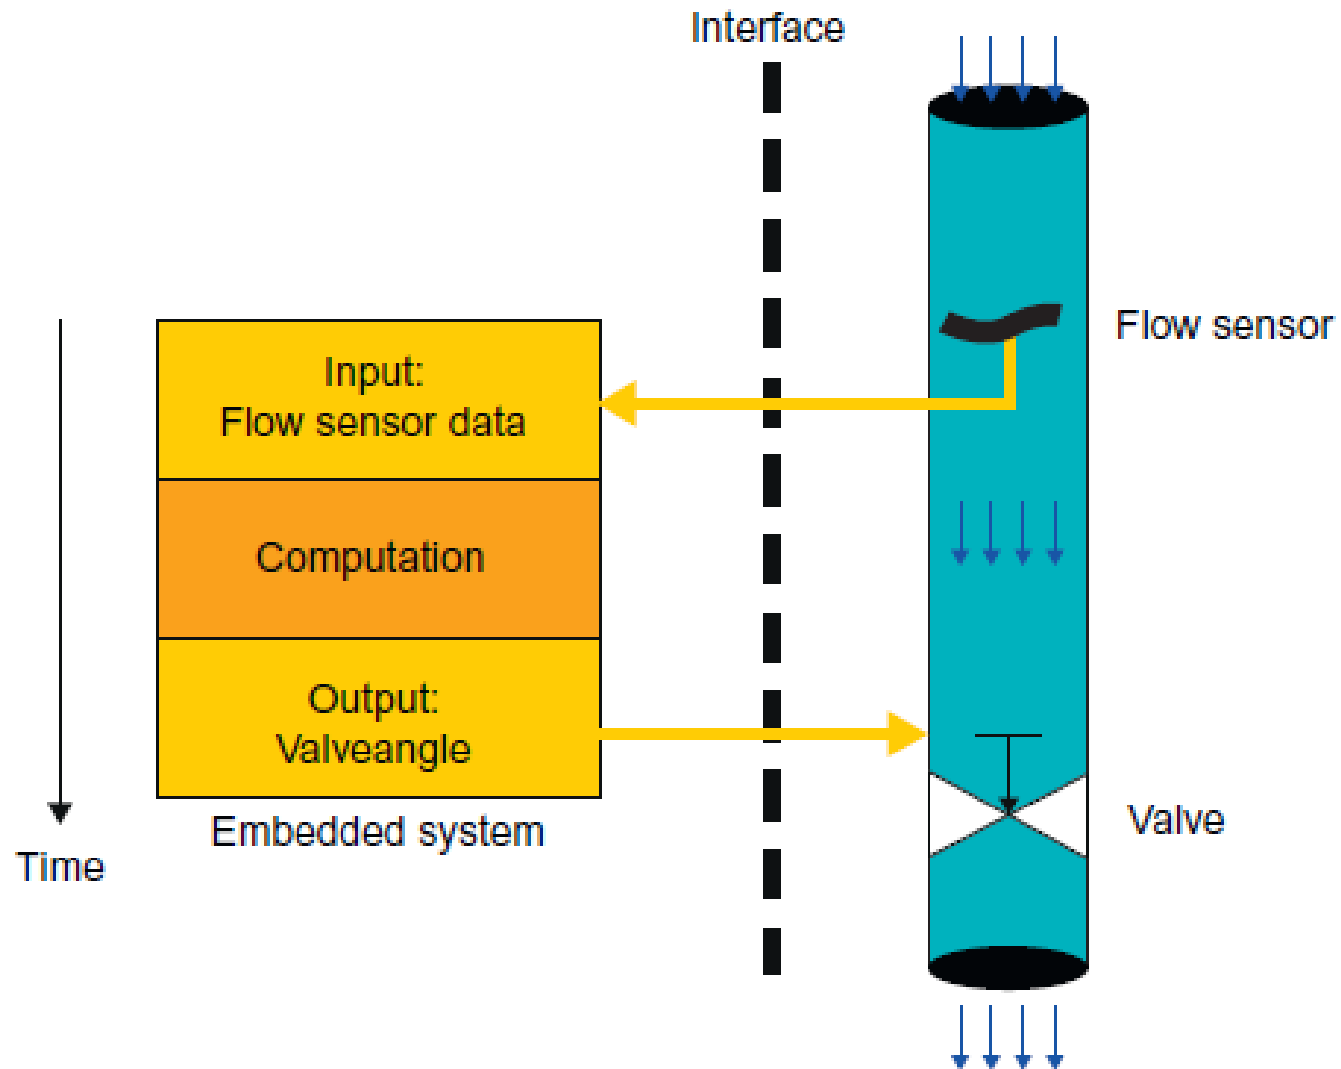 Interface
Flow sensor
Input:
Flow sensor data
Computation
Output:
Valveangle
Embedded system
Valve
Time